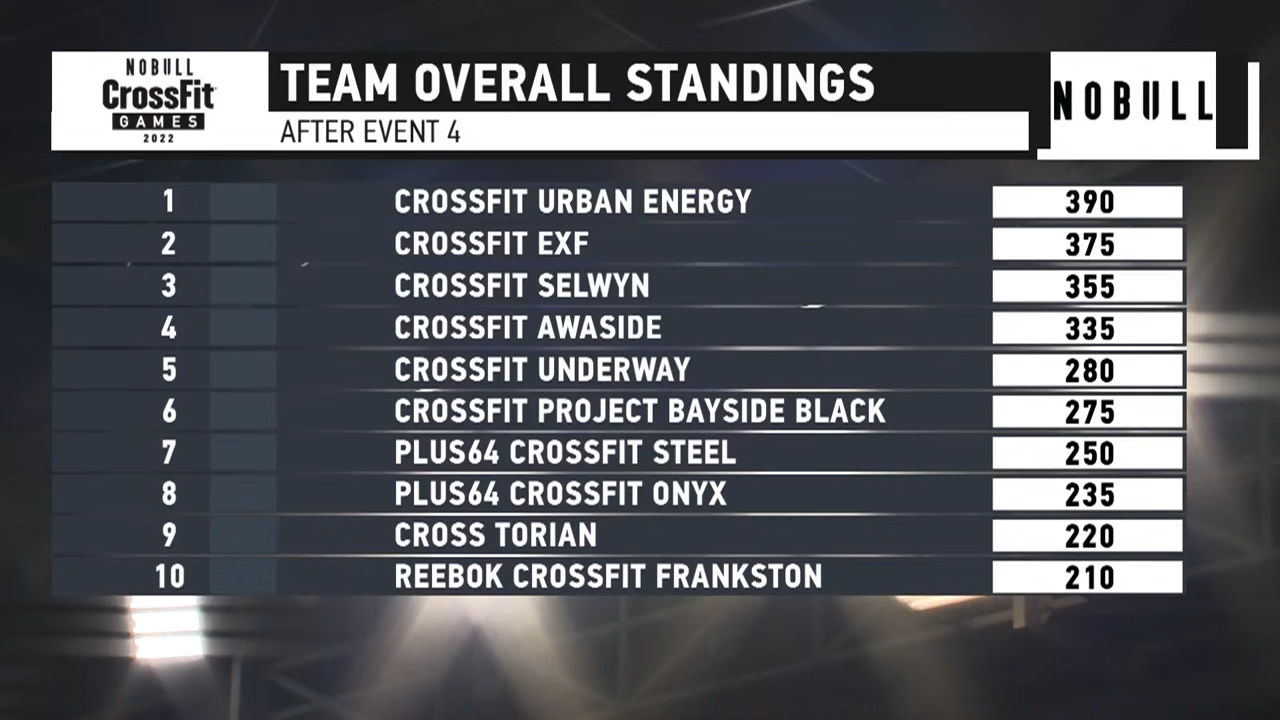 NOBULL
CrossFit
GAMES
2022
TEAM OVERALL STANDINGS
AFTER EVENT 4
NOBULL
1 CROSSFIT URBAN ENERGY 390
2 CROSSFIT EXF 375
3 CROSSFIT SELWYN 355
4 CROSSFIT AWASIDE 335
5 CROSSFIT UNDERWAY 280
6 CROSSFIT PROJECT BAYSIDE BLACK 275
7 PLUS64 CROSSFIT STEEL 250
8 PLUS64 CROSSFIT ONYX 235
9 CROSS TORIAN 220
10 REEBOK CROSSFIT FRANKSTON 210